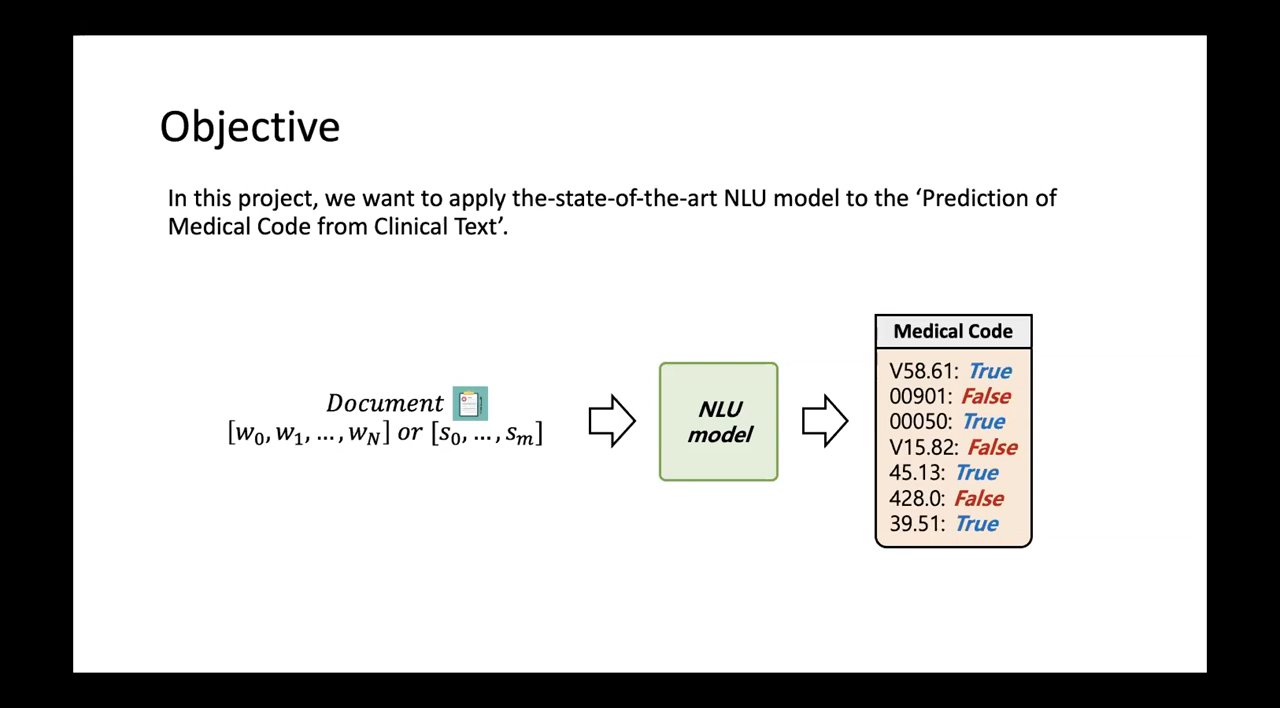 Objective
In this project, we want to apply the-state-of-the-art NLU model to the ‘Prediction of
Medical Code from Clinical Text’.
Document
[w₀, w₁, …, w_N] or [s₀, …, sₘ]
NLU
model
Medical Code
V58.61: True
00901: False
00050: True
V15.82: False
45.13: True
428.0: False
39.51: True